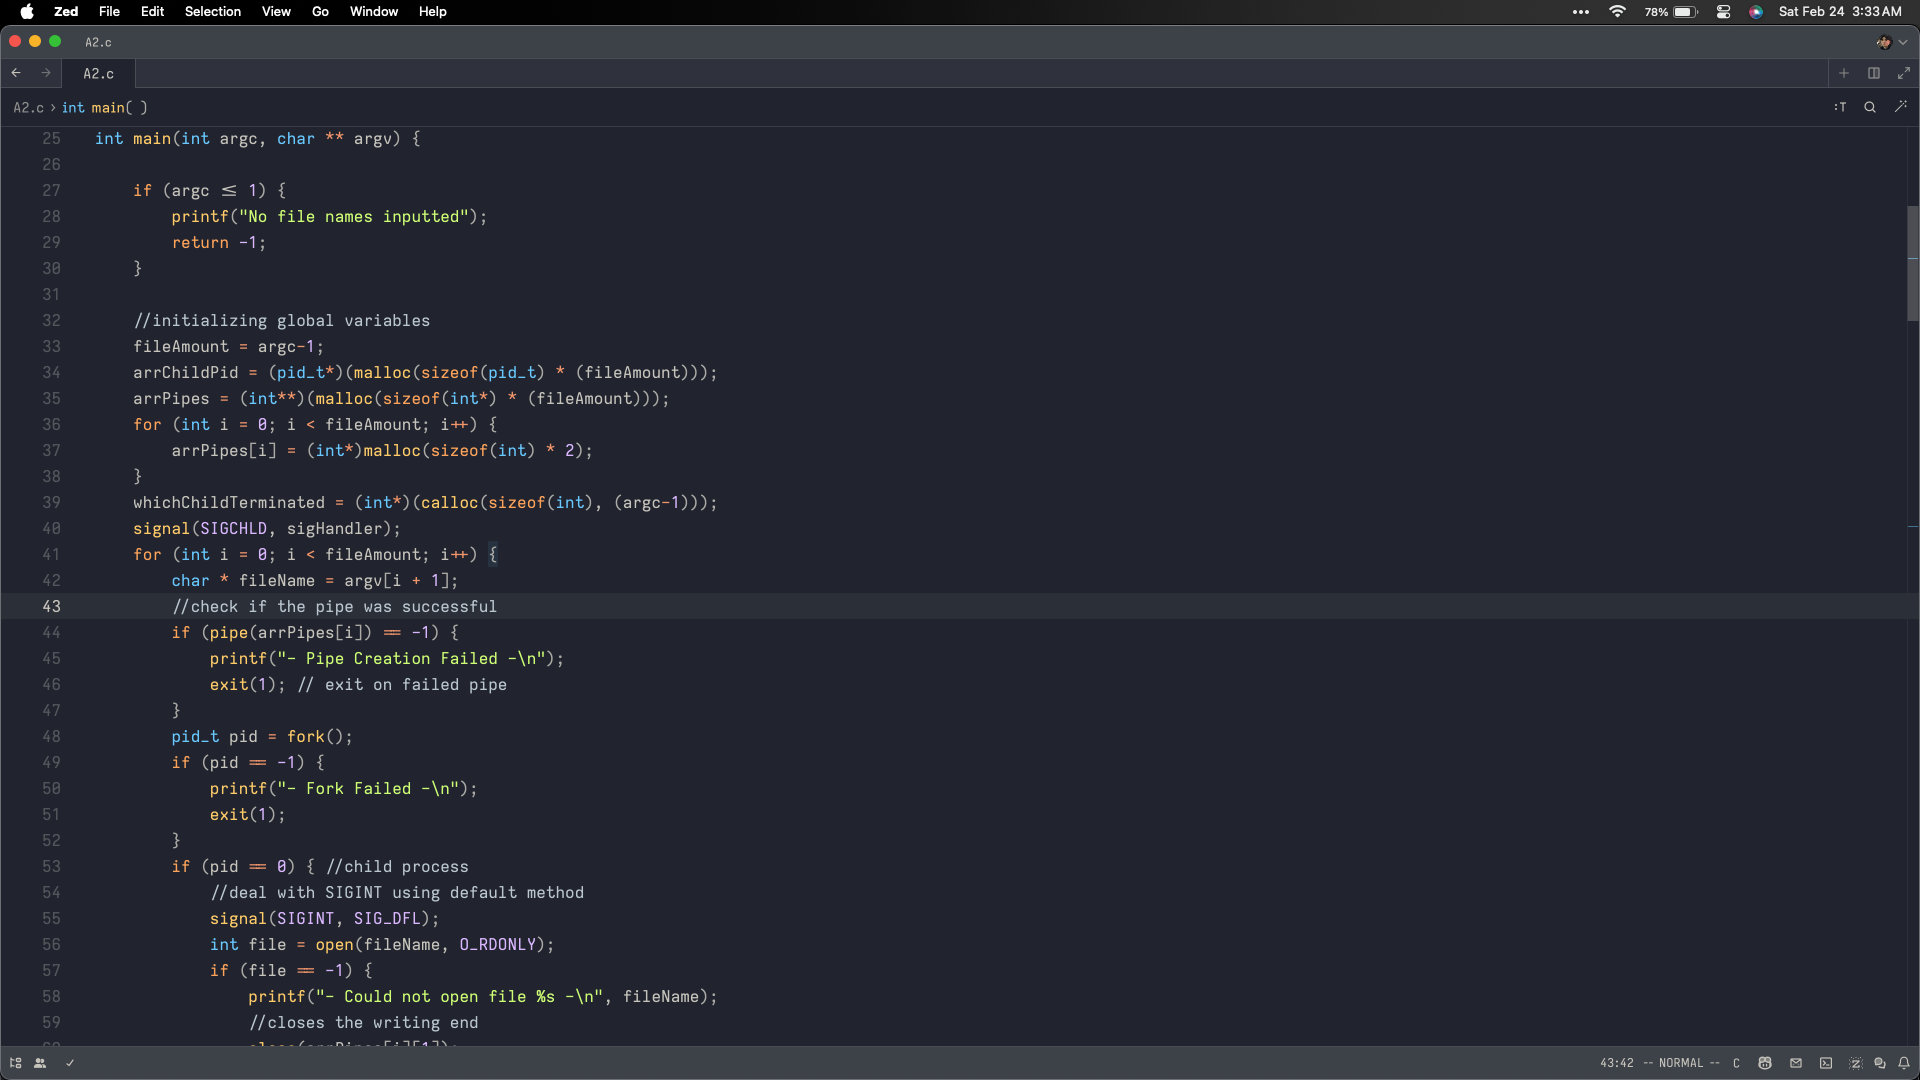 Zed File Edit Selection View Go Window Help 78% Sat Feb 24 3:33 AM
A2.c
A2.c
A2.c › int main( ) :T
25 int main(int argc, char ** argv) {
26
27 if (argc <= 1) {
28 printf("No file names inputted");
29 return -1;
30 }
31
32 //initializing global variables
33 fileAmount = argc-1;
34 arrChildPid = (pid_t*)(malloc(sizeof(pid_t) * (fileAmount)));
35 arrPipes = (int**)(malloc(sizeof(int*) * (fileAmount)));
36 for (int i = 0; i < fileAmount; i++) {
37 arrPipes[i] = (int*)malloc(sizeof(int) * 2);
38 }
39 whichChildTerminated = (int*)(calloc(sizeof(int), (argc-1)));
40 signal(SIGCHLD, sigHandler);
41 for (int i = 0; i < fileAmount; i++) {
42 char * fileName = argv[i + 1];
43 //check if the pipe was successful
44 if (pipe(arrPipes[i]) == -1) {
45 printf("- Pipe Creation Failed -\n");
46 exit(1); // exit on failed pipe
47 }
48 pid_t pid = fork();
49 if (pid == -1) {
50 printf("- Fork Failed -\n");
51 exit(1);
52 }
53 if (pid == 0) { //child process
54 //deal with SIGINT using default method
55 signal(SIGINT, SIG_DFL);
56 int file = open(fileName, O_RDONLY);
57 if (file == -1) {
58 printf("- Could not open file %s -\n", fileName);
59 //closes the writing end
43:42 -- NORMAL -- C